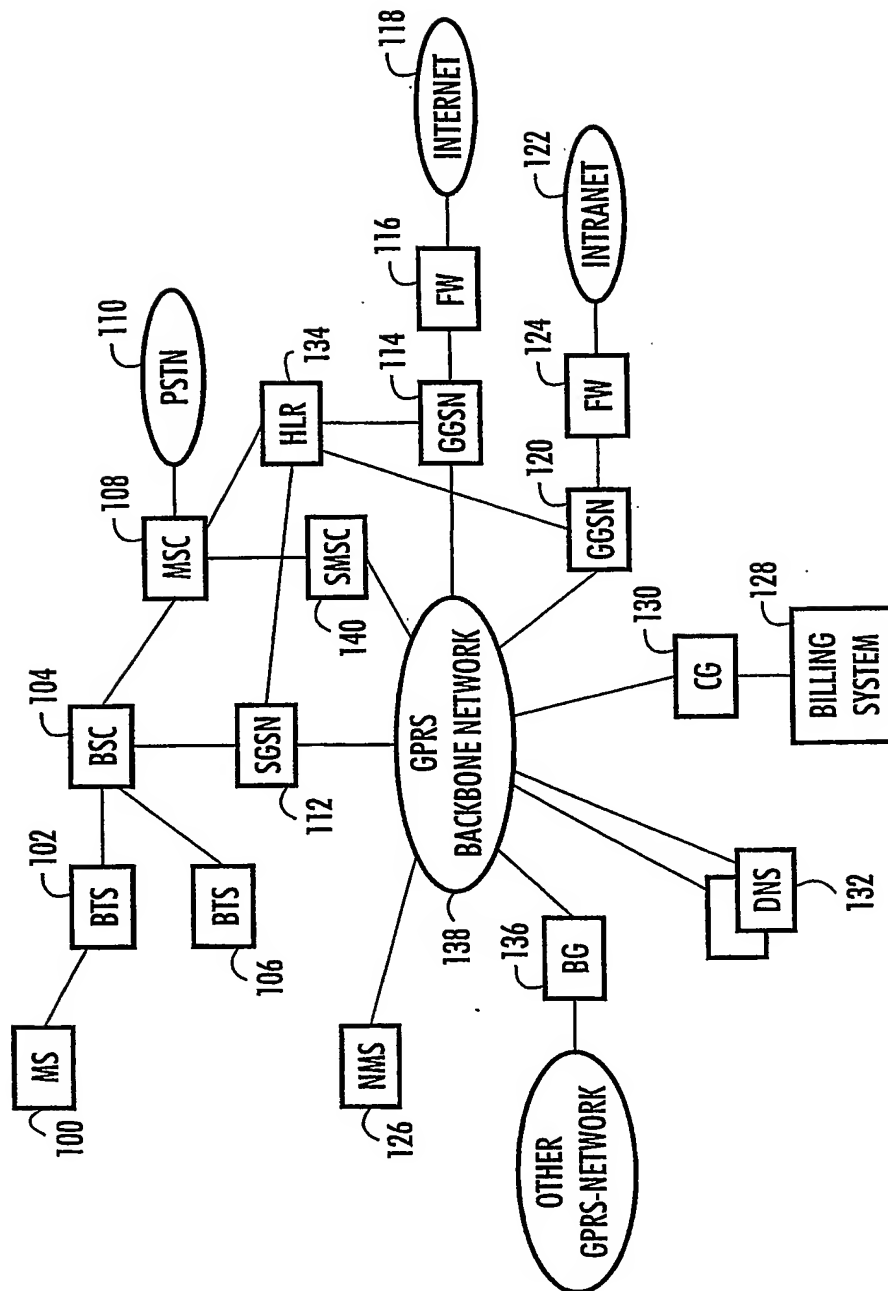 MS
100
BTS
102
BTS
106
BSC
104
MSC
108
PSTN
110
SGSN
112
SMSC
140
HLR
134
NMS
126
GPRS
BACKBONE NETWORK
138
GGSN
114
FW
116
INTERNET
118
GGSN
120
FW
124
INTRANET
122
OTHER
GPRS-NETWORK
BG
136
DNS
132
CG
130
BILLING
SYSTEM
128